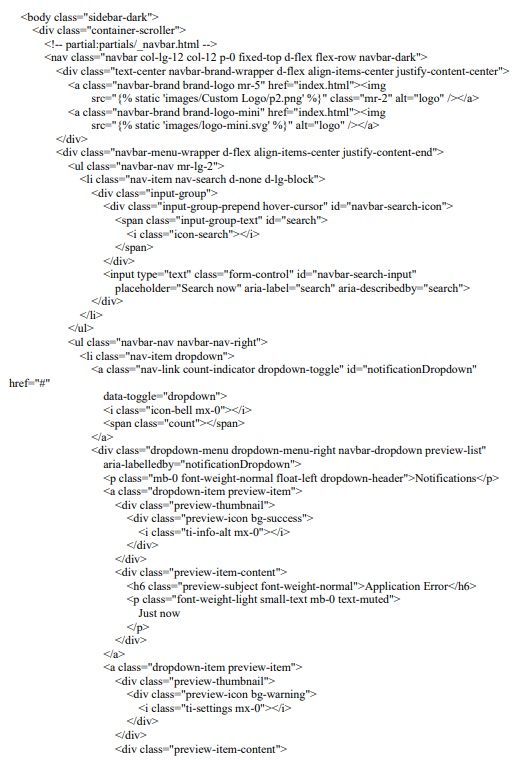 <body class="sidebar-dark">
<div class="container-scroller">
<!-- partial:partials/_navbar.html -->
<nav class="navbar col-lg-12 col-12 p-0 fixed-top d-flex flex-row navbar-dark">
<div class="text-center navbar-brand-wrapper d-flex align-items-center justify-content-center">
<a class="navbar-brand brand-logo mr-5" href="index.html"><img
src="{% static 'images/Custom Logo/p2.png' %}" class="mr-2" alt="logo" /></a>
<a class="navbar-brand brand-logo-mini" href="index.html"><img
src="{% static 'images/logo-mini.svg' %}" alt="logo" /></a>
</div>
<div class="navbar-menu-wrapper d-flex align-items-center justify-content-end">
<ul class="navbar-nav mr-lg-2">
<li class="nav-item nav-search d-none d-lg-block">
<div class="input-group">
<div class="input-group-prepend hover-cursor" id="navbar-search-icon">
<span class="input-group-text" id="search">
<i class="icon-search"></i>
</span>
</div>
<input type="text" class="form-control" id="navbar-search-input"
placeholder="Search now" aria-label="search" aria-describedby="search">
</div>
</li>
</ul>
<ul class="navbar-nav navbar-nav-right">
<li class="nav-item dropdown">
<a class="nav-link count-indicator dropdown-toggle" id="notificationDropdown"
href="#"
data-toggle="dropdown">
<i class="icon-bell mx-0"></i>
<span class="count"></span>
</a>
<div class="dropdown-menu dropdown-menu-right navbar-dropdown preview-list"
aria-labelledby="notificationDropdown">
<p class="mb-0 font-weight-normal float-left dropdown-header">Notifications</p>
<a class="dropdown-item preview-item">
<div class="preview-thumbnail">
<div class="preview-icon bg-success">
<i class="ti-info-alt mx-0"></i>
</div>
</div>
<div class="preview-item-content">
<h6 class="preview-subject font-weight-normal">Application Error</h6>
<p class="font-weight-light small-text mb-0 text-muted">
Just now
</p>
</div>
</a>
<a class="dropdown-item preview-item">
<div class="preview-thumbnail">
<div class="preview-icon bg-warning">
<i class="ti-settings mx-0"></i>
</div>
</div>
<div class="preview-item-content">